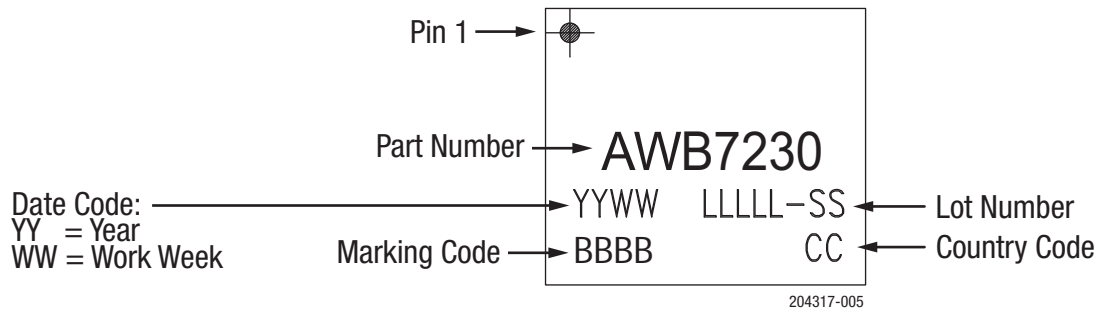 Pin 1
Part Number
AWB7230
Date Code:
YY = Year
WW = Work Week
YYWW LLLLL-SS
Lot Number
Marking Code
BBBB CC
Country Code
204317-005